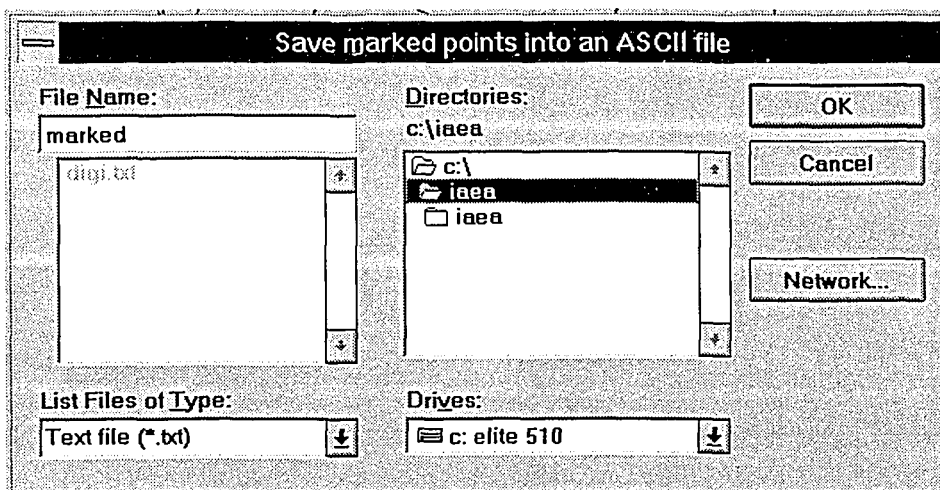 Save marked points into an ASCII file
File Name:
marked
digi.txt
List Files of Type:
Text file (*.txt)
Directories:
c:\iaea
c:\
iaea
iaea
Drives:
c: elite 510
OK
Cancel
Network...